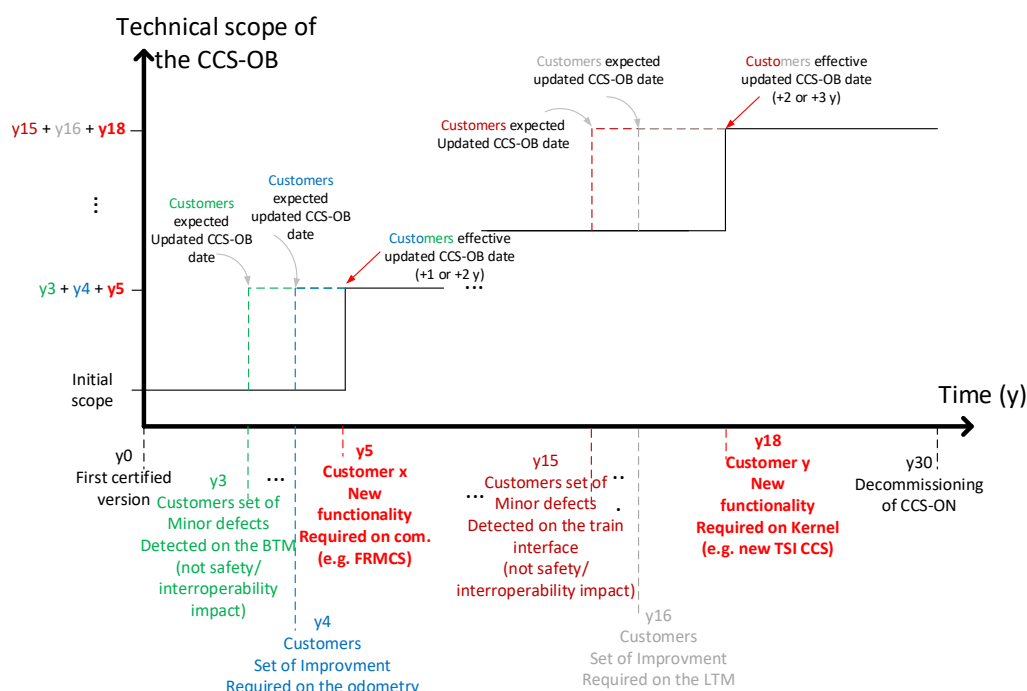 Technical scope of
the CCS-OB
Customers expected
updated CCS-OB date
Customers effective
updated CCS-OB date
(+2 or +3 y)
y15 + y16 + y18
Customers expected
Updated CCS-OB date
⋮
Customers
expected
Updated CCS-OB
date
Customers
expected
updated CCS-OB
date
Customers effective
updated CCS-OB date
(+1 or +2 y)
y3 + y4 + y5
...
Initial
scope
Time (y)
y0
First certified
version
y3
Customers set of
Minor defects
Detected on the BTM
(not safety/
interroperability
impact)
...
y4
Customers
Set of Improvment
Required on the odometry
y5
Customer x
New
functionality
Required on com.
(e.g. FRMCS)
...
y15
Customers set of
Minor defects
Detected on the train
interface
(not safety/
interroperability
impact)
...
y16
Customers
Set of Improvment
Required on the LTM
y18
Customer y
New
functionality
Required on Kernel
(e.g. new TSI CCS)
y30
Decommissioning
of CCS-ON